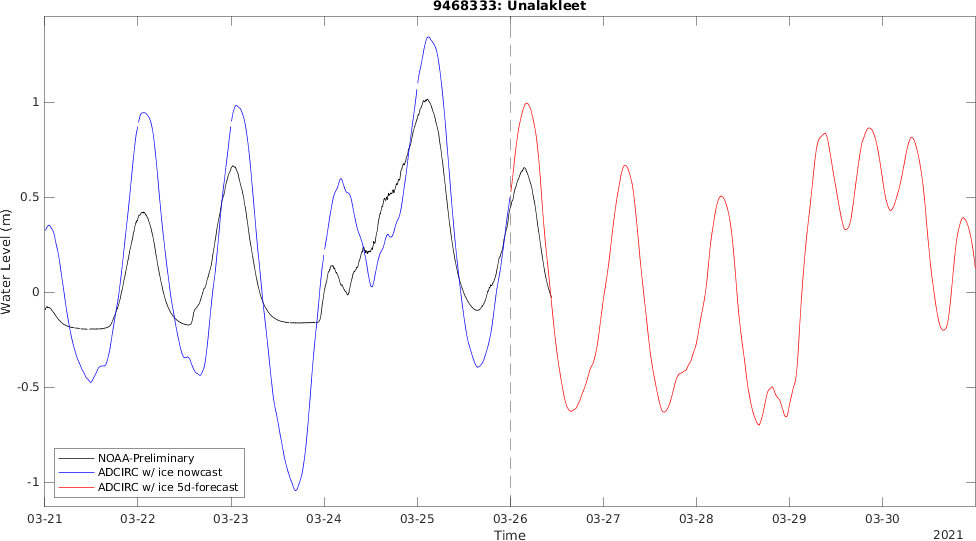 9468333: Unalakleet
Water Level (m)
1
0.5
0
-0.5
-1
NOAA-Preliminary
ADCIRC w/ ice nowcast
ADCIRC w/ ice 5d-forecast
03-21 03-22 03-23 03-24 03-25 03-26 03-27 03-28 03-29 03-30
Time
2021